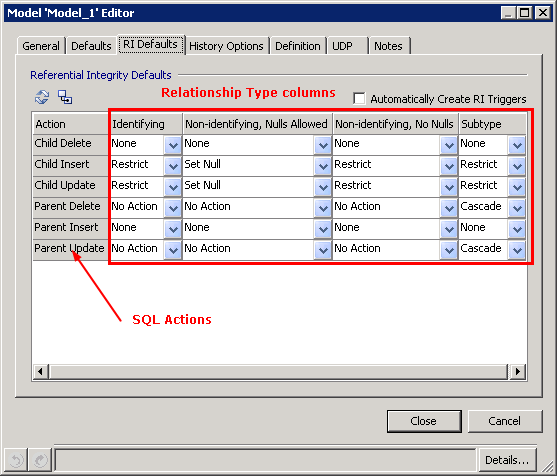 Model 'Model_1' Editor
General Defaults RI Defaults History Options Definition UDP Notes
Referential Integrity Defaults
Relationship Type columns
Automatically Create RI Triggers
Action Identifying Non-identifying, Nulls Allowed Non-identifying, No Nulls Subtype
Child Delete None None None None
Child Insert Restrict Set Null Restrict Restrict
Child Update Restrict Set Null Restrict Restrict
Parent Delete No Action No Action No Action Cascade
Parent Insert None None None None
Parent Update No Action No Action No Action Cascade
SQL Actions
Close Cancel
Details...